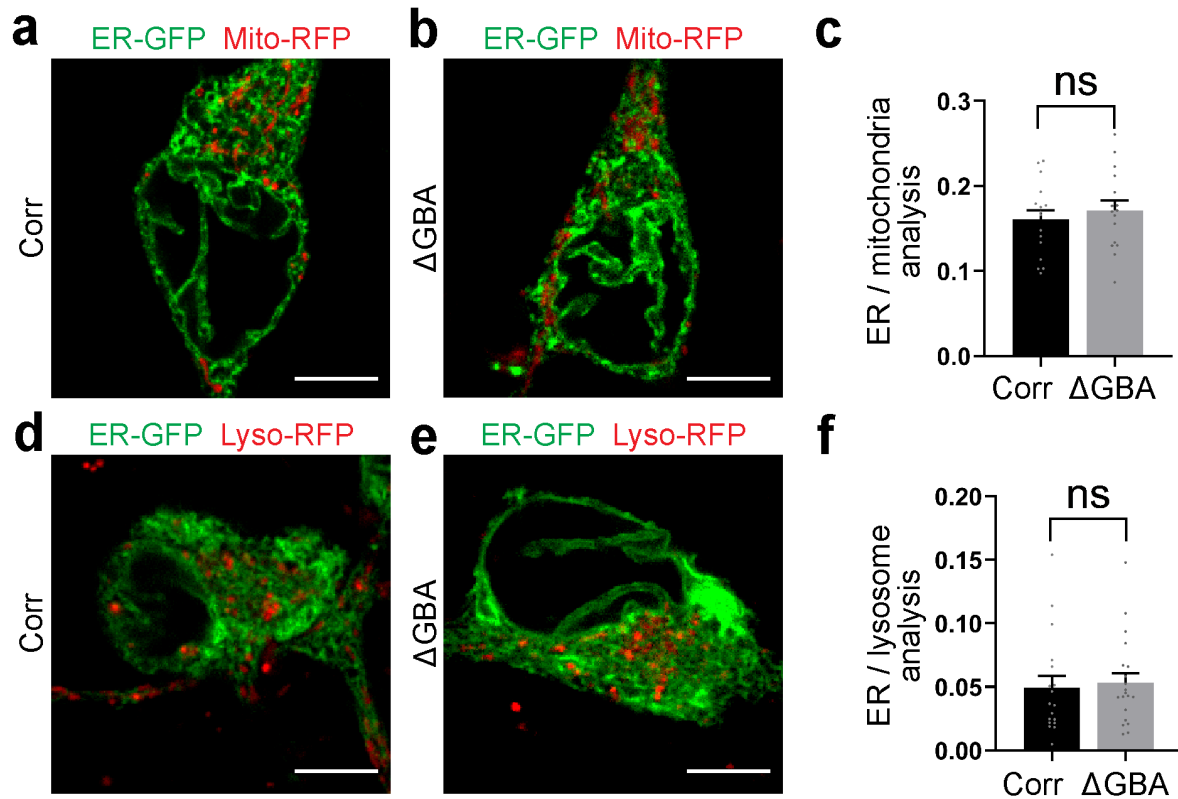 a
ER-GFP Mito-RFP
Corr
b
ER-GFP Mito-RFP
ΔGBA
c
ns
ER / mitochondria
analysis
0.3
0.2
0.1
0.0
Corr ΔGBA
d
ER-GFP Lyso-RFP
Corr
e
ER-GFP Lyso-RFP
ΔGBA
f
ns
ER / lysosome
analysis
0.20
0.15
0.10
0.05
0.00
Corr ΔGBA